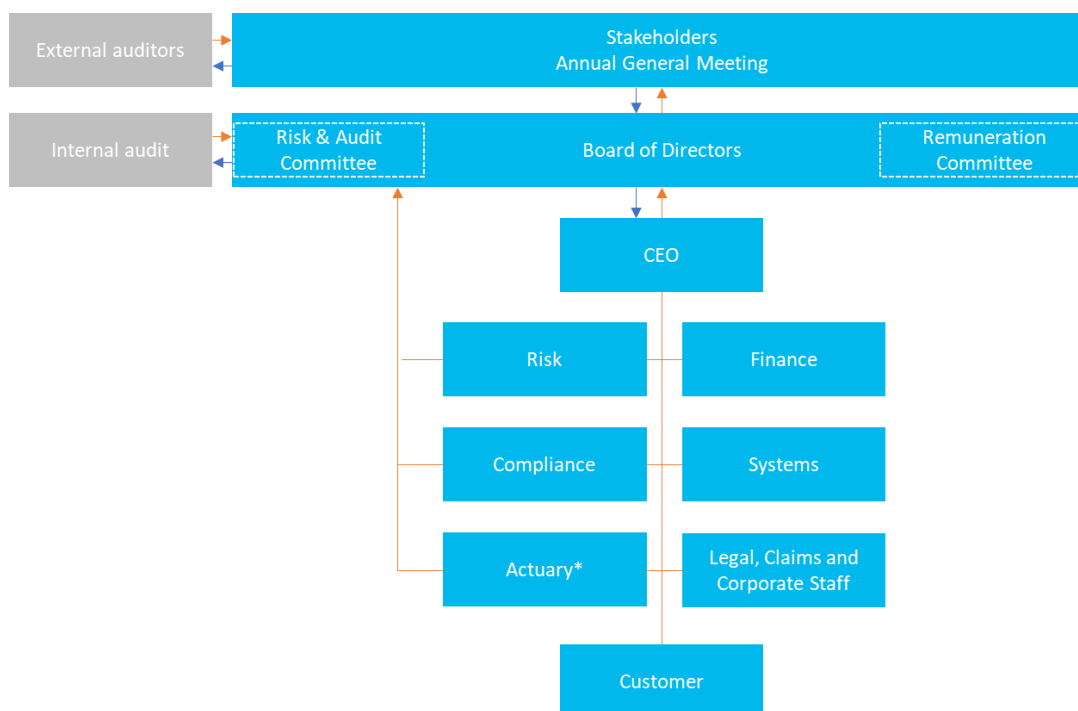 External auditors
Stakeholders
Annual General Meeting
Internal audit
Risk & Audit
Committee
Board of Directors
Remuneration
Committee
CEO
Risk
Finance
Compliance
Systems
Actuary*
Legal, Claims and
Corporate Staff
Customer